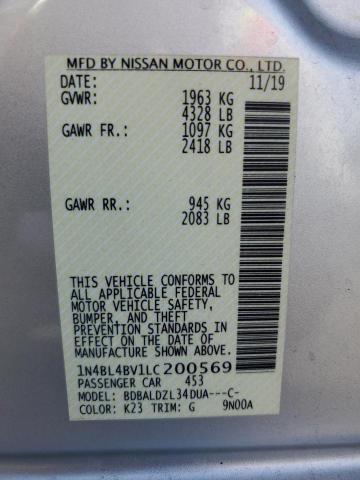 MFD BY NISSAN MOTOR CO., LTD.
DATE: 11/19
GVWR: 1963 KG
4328 LB
GAWR FR.: 1097 KG
2418 LB
GAWR RR.: 945 KG
2083 LB
THIS VEHICLE CONFORMS TO
ALL APPLICABLE FEDERAL
MOTOR VEHICLE SAFETY,
BUMPER, AND THEFT
PREVENTION STANDARDS IN
EFFECT ON THE DATE OF
MANUFACTURE SHOWN ABOVE.
1N4BL4BV1LC200569
PASSENGER CAR 453
MODEL: BDBALDZL34DUA---C-
COLOR: K23 TRIM: G 9N00A